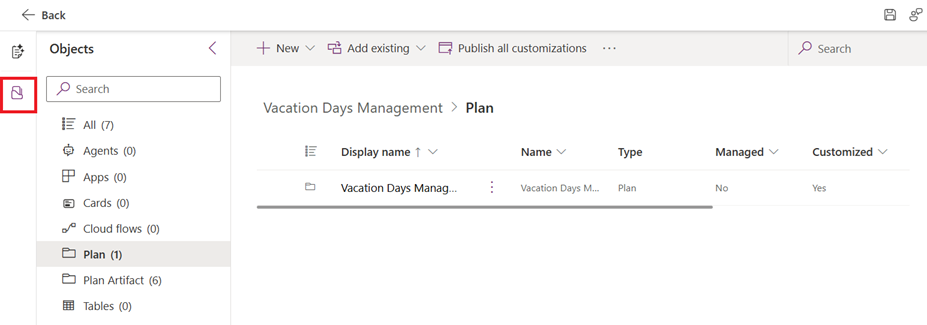 Back
Objects
New
Add existing
Publish all customizations
...
Search
Search
Vacation Days Management > Plan
All (7)
Agents (0)
Apps (0)
Cards (0)
Cloud flows (0)
Plan (1)
Plan Artifact (6)
Tables (0)
Display name ↑ Name Type Managed Customized
Vacation Days Manag... Vacation Days M... Plan No Yes